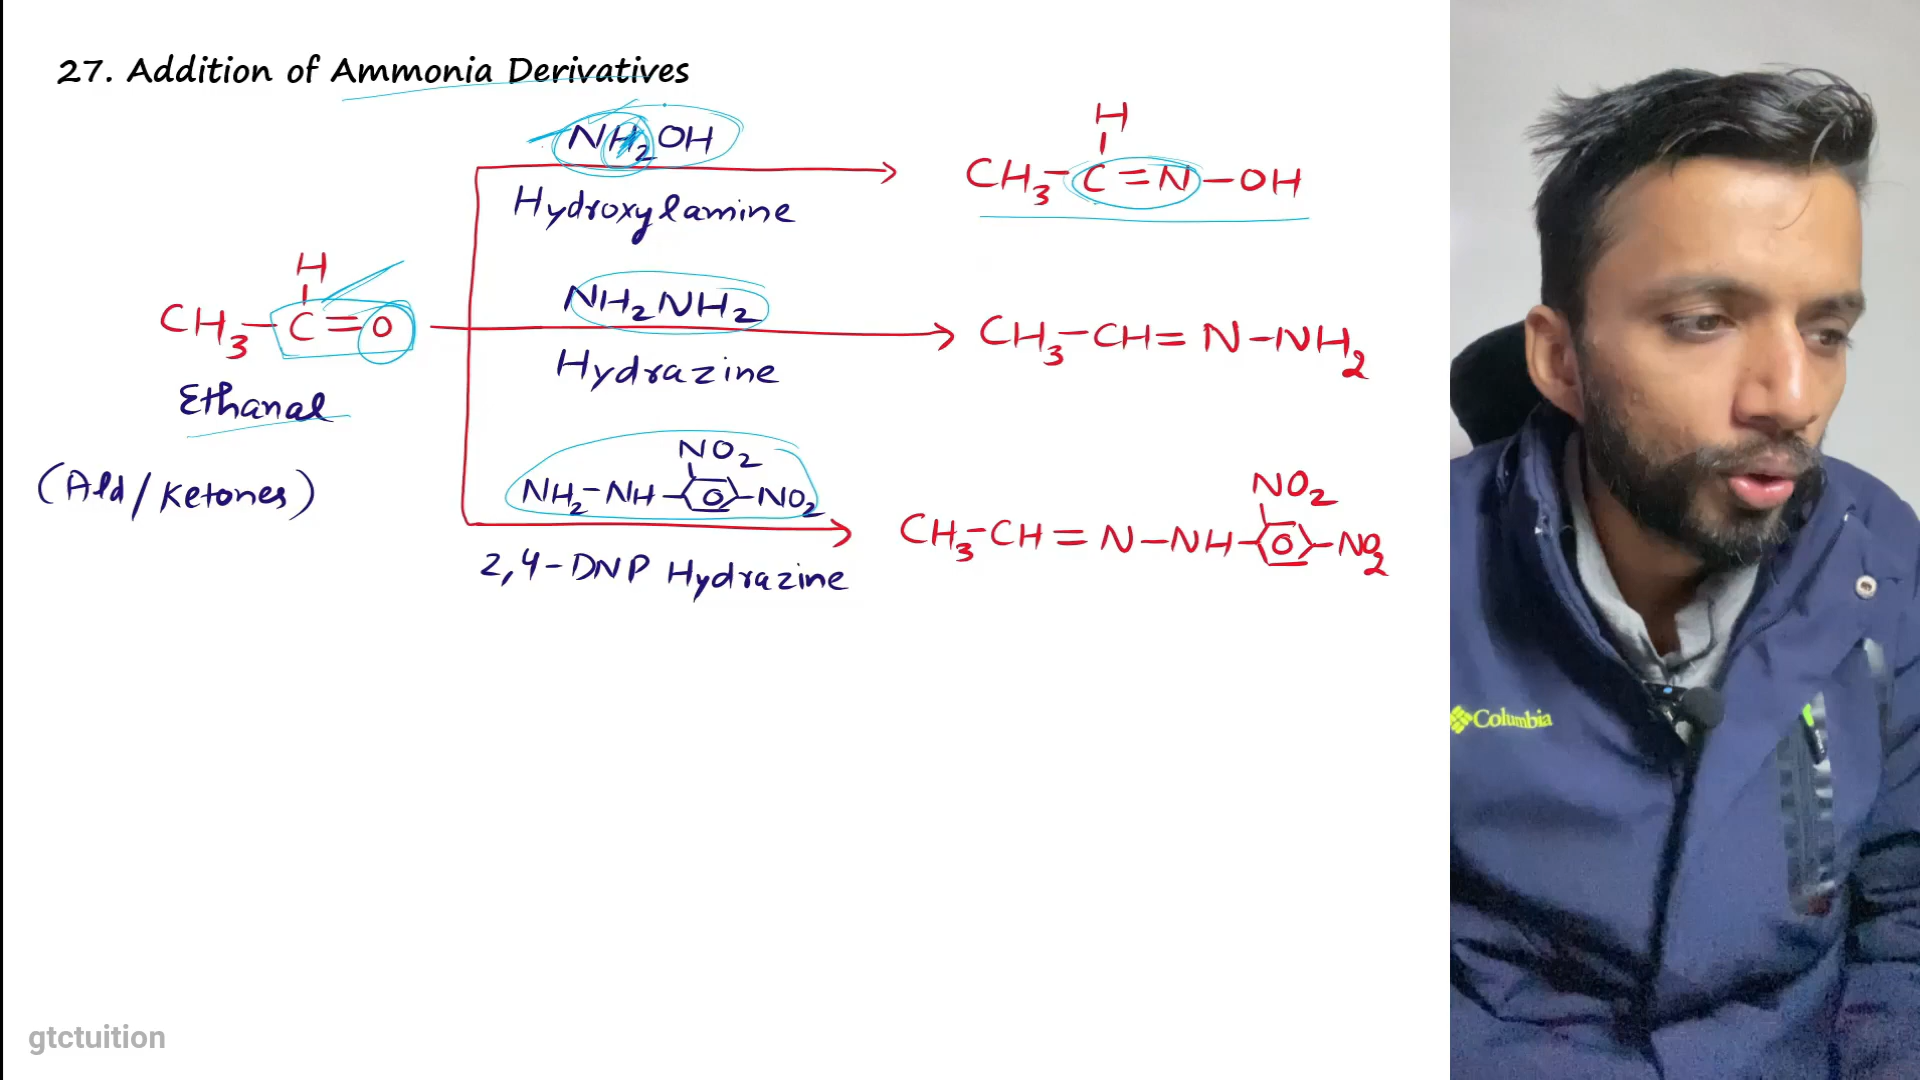 27. Addition of Ammonia Derivatives
NH2OH
Hydroxylamine
H
CH3-C=N-OH
H
CH3-C=O
Ethanal
(Ald/Ketones)
NH2NH2
Hydrazine
CH3-CH=N-NH2
NO2
NH2-NH- -NO2
2,4-DNP Hydrazine
NO2
CH3-CH=N-NH- -NO2
Columbia
gtctuition